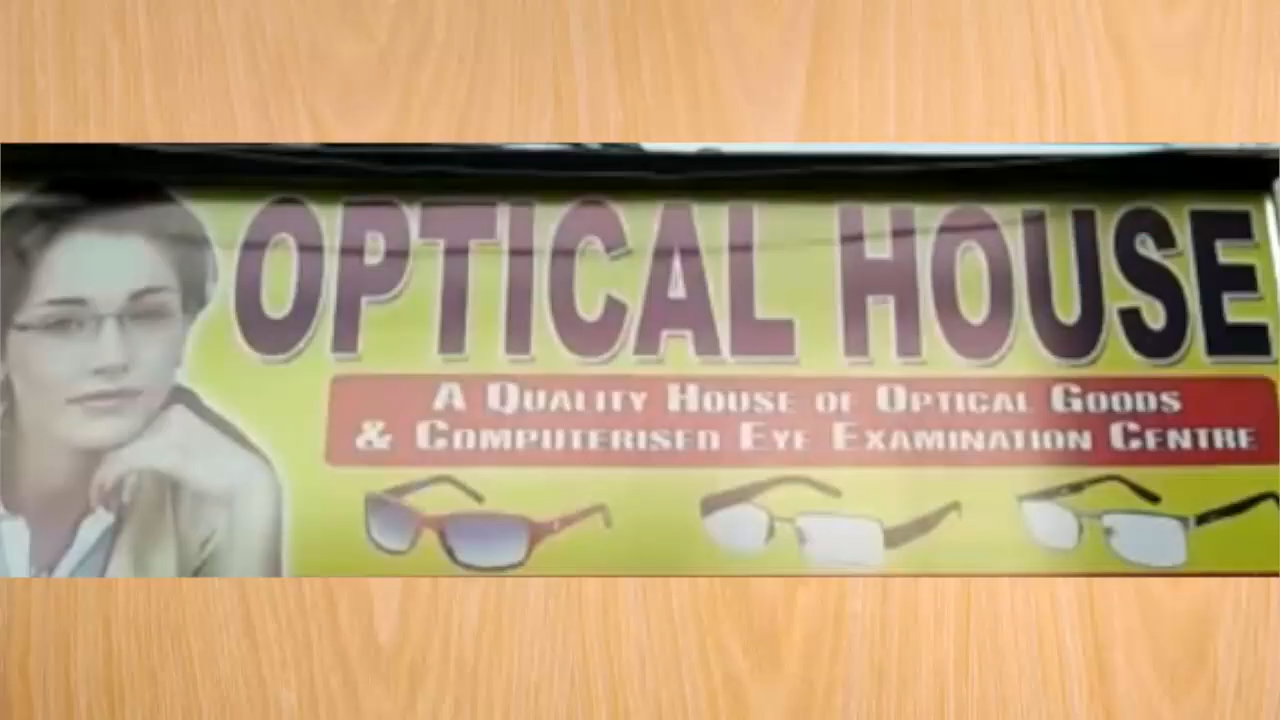 OPTICAL HOUSE
A QUALITY HOUSE OF OPTICAL GOODS
& COMPUTERISED EYE EXAMINATION CENTRE